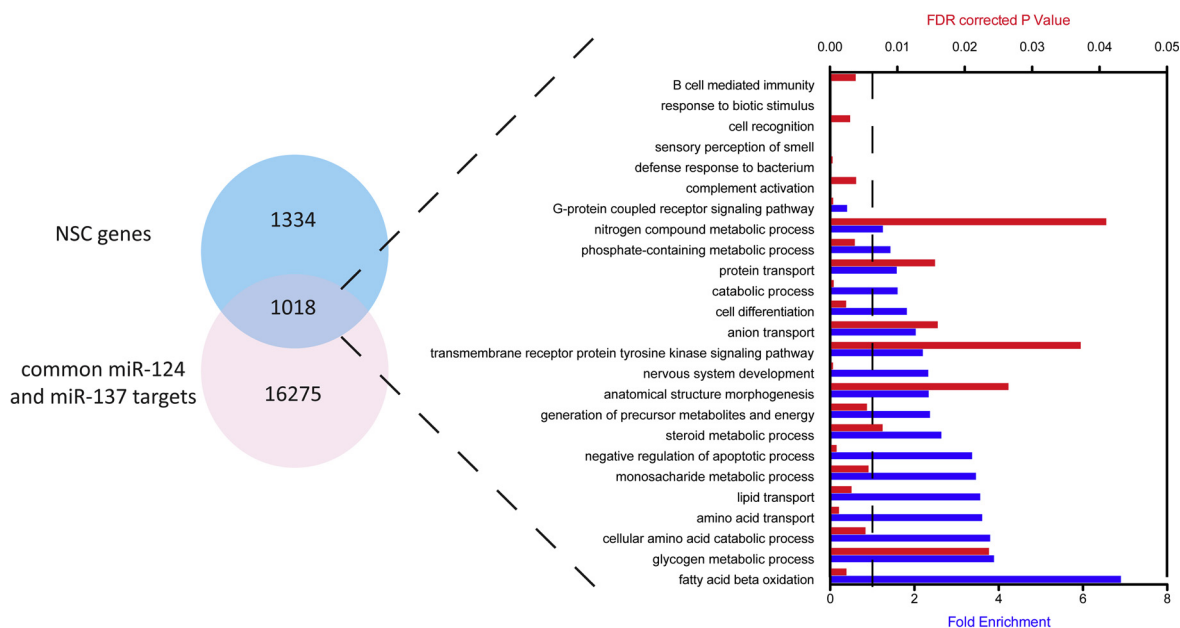 NSC genes
1334
1018
common miR-124
and miR-137 targets
16275
FDR corrected P Value
0.00 0.01 0.02 0.03 0.04 0.05
B cell mediated immunity
response to biotic stimulus
cell recognition
sensory perception of smell
defense response to bacterium
complement activation
G-protein coupled receptor signaling pathway
nitrogen compound metabolic process
phosphate-containing metabolic process
protein transport
catabolic process
cell differentiation
anion transport
transmembrane receptor protein tyrosine kinase signaling pathway
nervous system development
anatomical structure morphogenesis
generation of precursor metabolites and energy
steroid metabolic process
negative regulation of apoptotic process
monosacharide metabolic process
lipid transport
amino acid transport
cellular amino acid catabolic process
glycogen metabolic process
fatty acid beta oxidation
0 2 4 6 8
Fold Enrichment